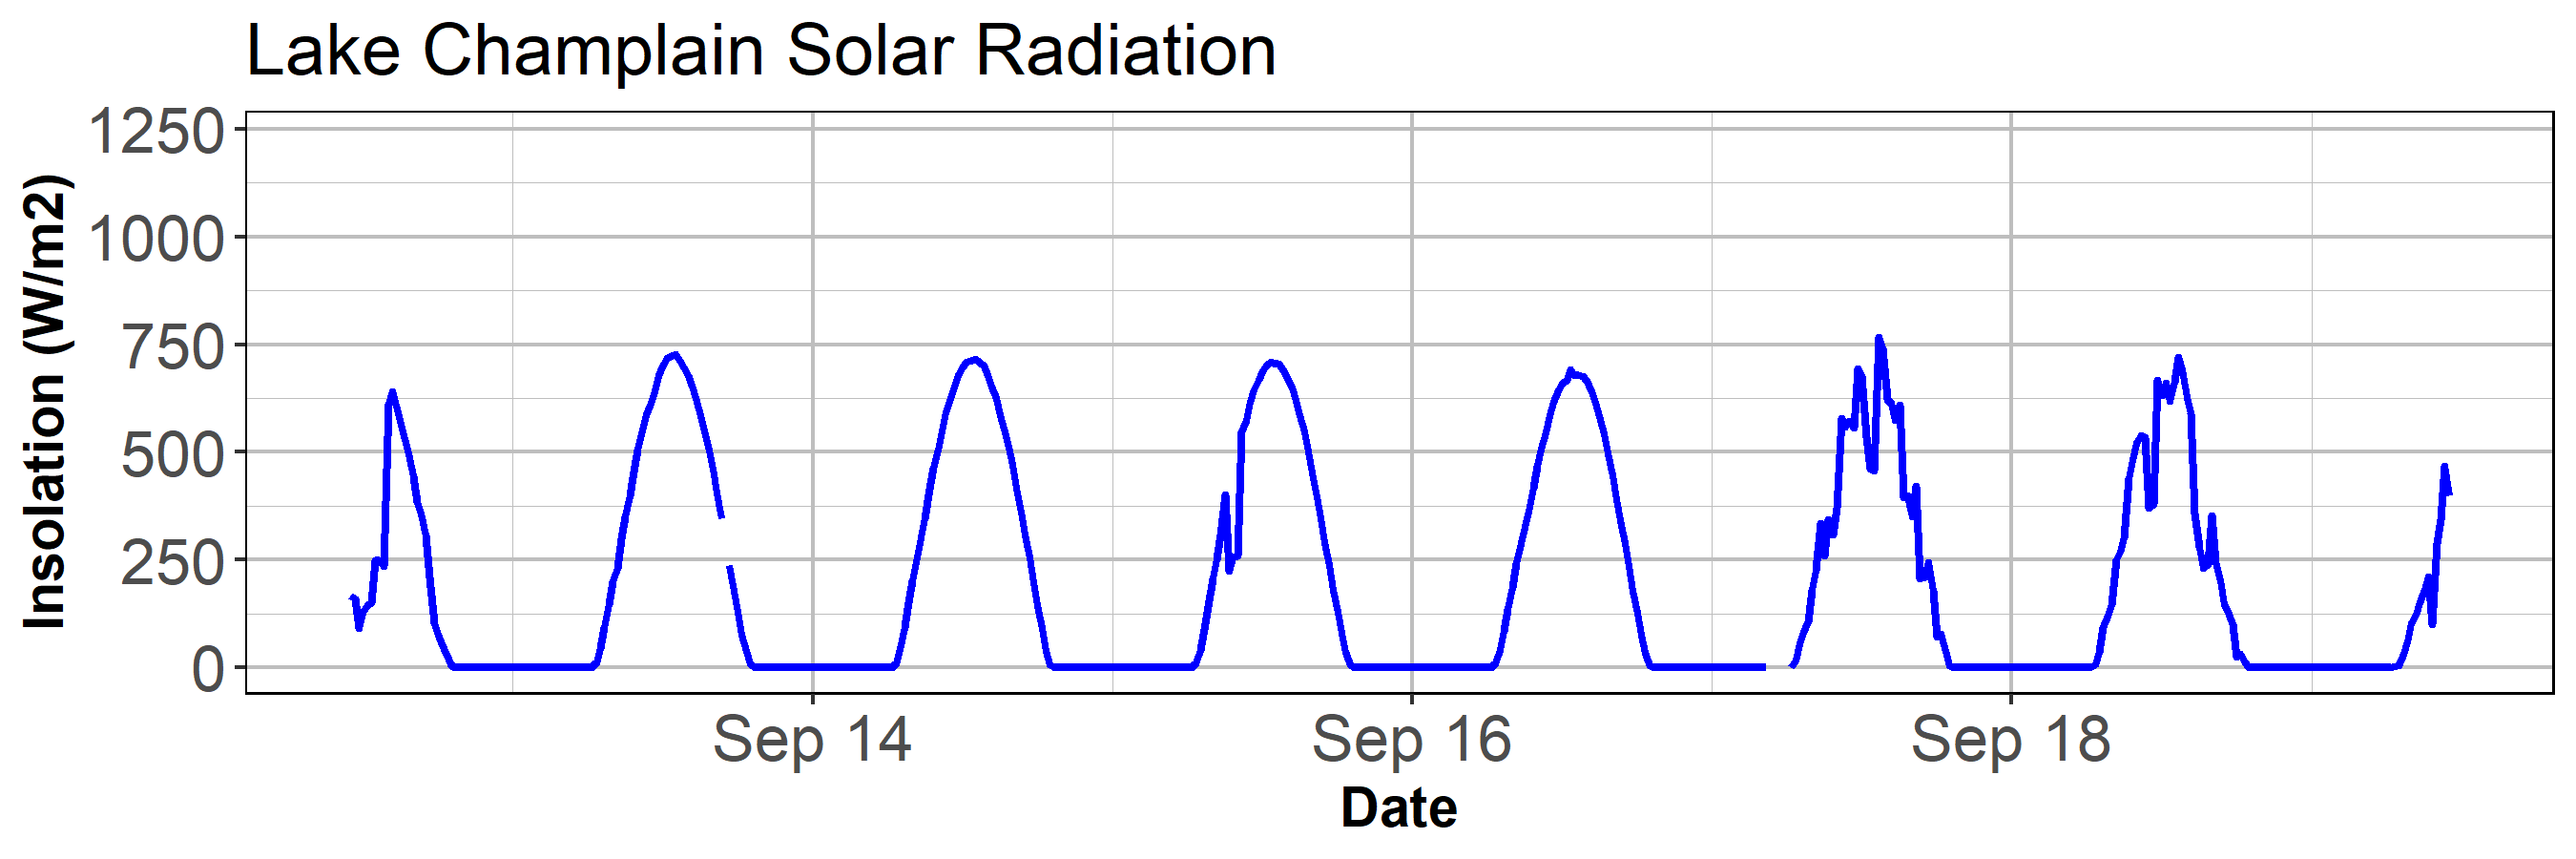 Lake Champlain Solar Radiation
1250
1000
750
500
250
0
Insolation (W/m2)
Sep 14
Sep 16
Sep 18
Date